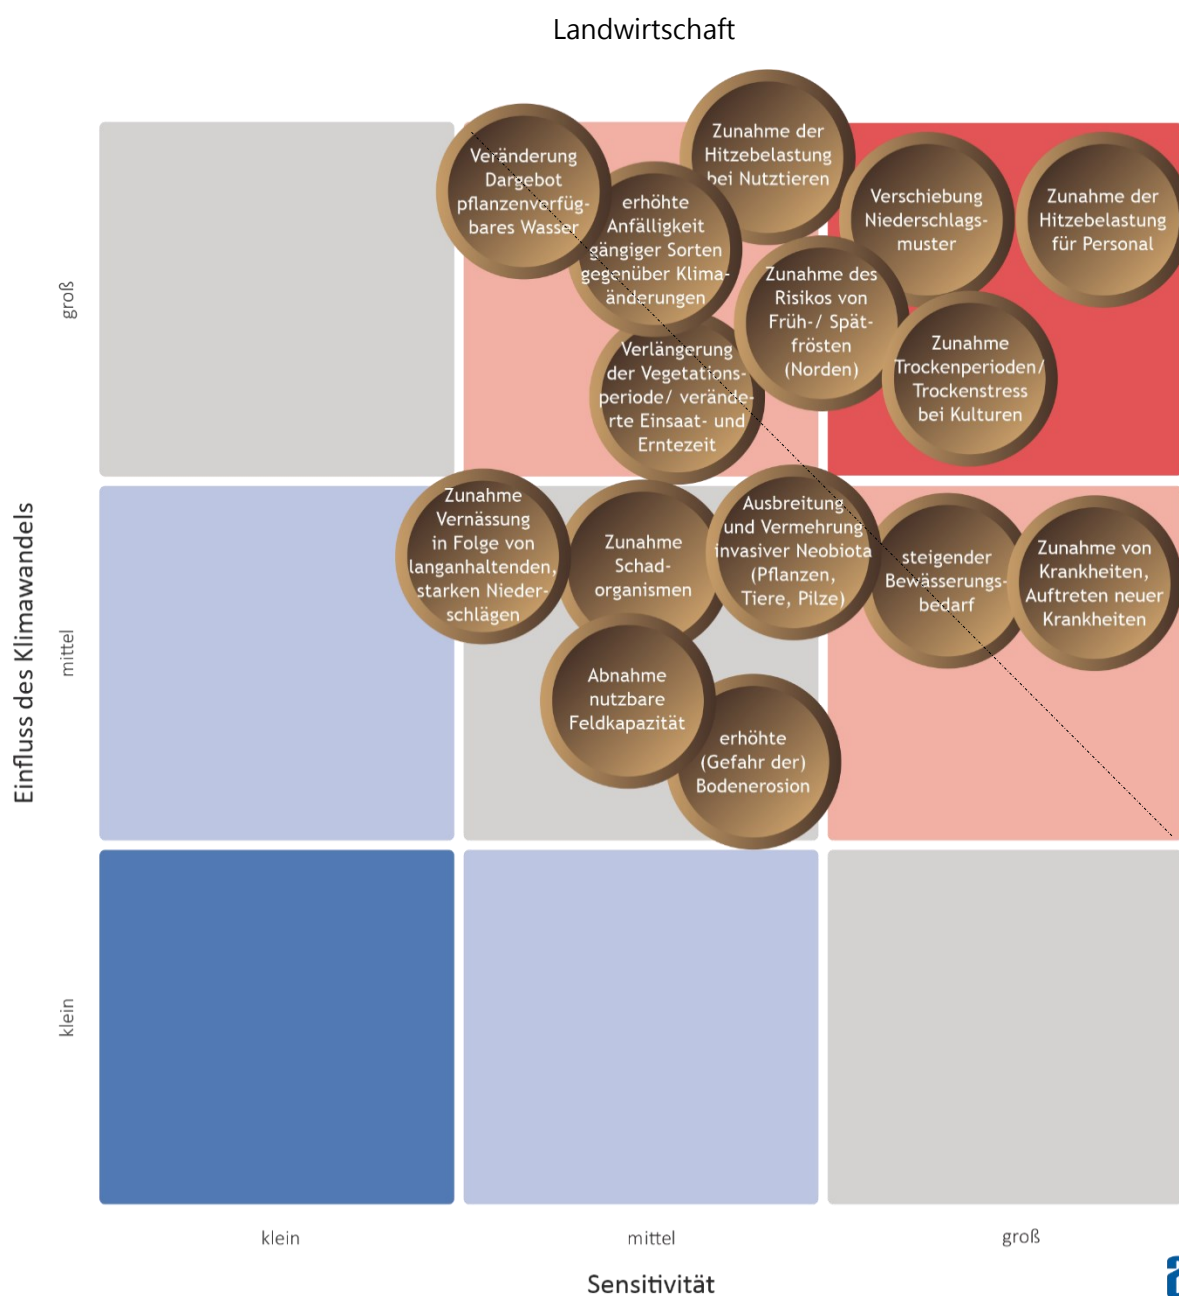 Landwirtschaft
Veränderung
Dargebot
pflanzenverfüg-
bares Wasser
erhöhte
Anfälligkeit
gängiger Sorten
gegenüber Klima-
änderungen
Zunahme der
Hitzebelastung
bei Nutztieren
Verschiebung
Niederschlags-
muster
Zunahme der
Hitzebelastung
für Personal
Zunahme des
Risikos von
Früh-/ Spät-
frösten
(Norden)
Zunahme
Trockenperioden/
Trockenstress
bei Kulturen
Verlängerung
der Vegetations-
periode/ verände-
rte Einsaat- und
Erntezeit
Zunahme
Vernässung
in Folge von
langanhaltenden,
starken Nieder-
schlägen
Zunahme
Schad-
organismen
Ausbreitung
und Vermehrung
invasiver Neobiota
(Pflanzen,
Tiere, Pilze)
steigender
Bewässerungs-
bedarf
Zunahme von
Krankheiten,
Auftreten neuer
Krankheiten
Abnahme
nutzbare
Feldkapazität
erhöhte
(Gefahr der)
Bodenerosion
Einfluss des Klimawandels
groß
mittel
klein
klein
mittel
groß
Sensitivität